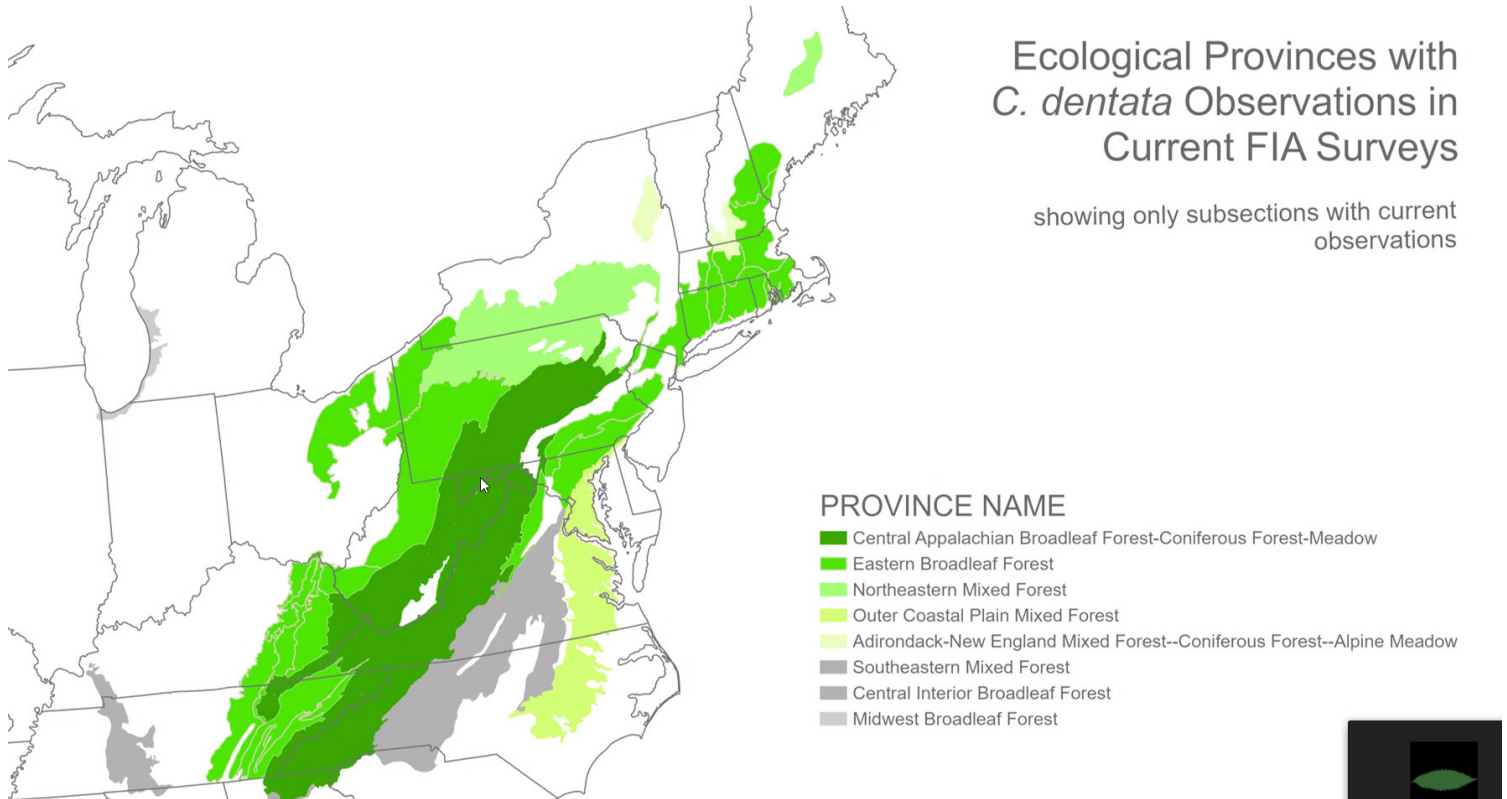 Ecological Provinces with
C. dentata Observations in
Current FIA Surveys
showing only subsections with current
observations
PROVINCE NAME
Central Appalachian Broadleaf Forest-Coniferous Forest-Meadow
Eastern Broadleaf Forest
Northeastern Mixed Forest
Outer Coastal Plain Mixed Forest
Adirondack-New England Mixed Forest--Coniferous Forest--Alpine Meadow
Southeastern Mixed Forest
Central Interior Broadleaf Forest
Midwest Broadleaf Forest